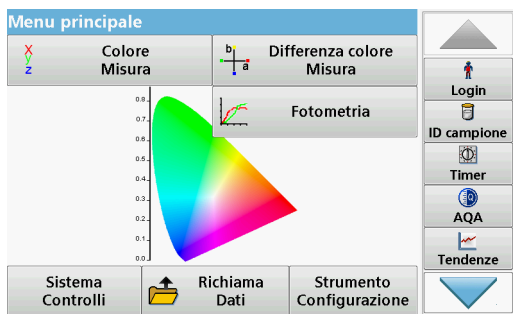 Menu principale
X
y
z
Colore
Misura
b
a
Differenza colore
Misura
Fotometria
0.8
0.7
0.6
0.5
0.4
0.3
0.2
0.1
0.0
Sistema
Controlli
Richiama
Dati
Strumento
Configurazione
Login
ID campione
Timer
AQA
Tendenze